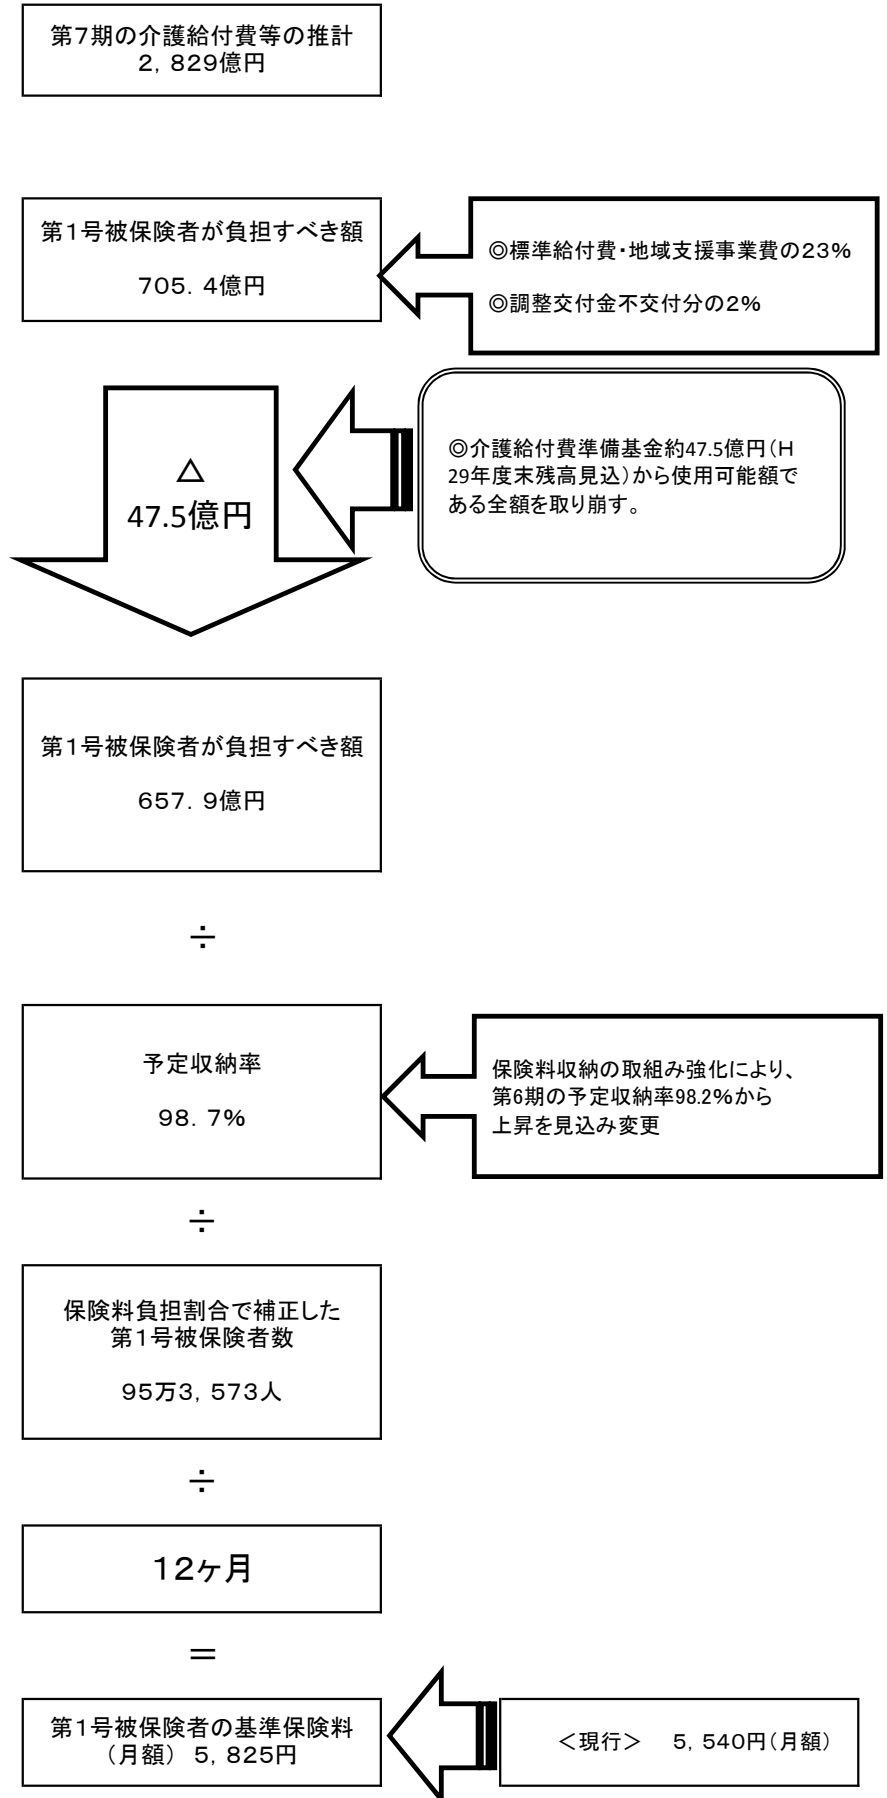 第7期の介護給付費等の推計
2，829億円
第1号被保険者が負担すべき額
705．4億円
◎標準給付費・地域支援事業費の23％
◎調整交付金不交付分の2％
△
47.5億円
◎介護給付費準備基金約47.5億円（H
29年度末残高見込）から使用可能額で
ある全額を取り崩す。
第1号被保険者が負担すべき額
657．9億円
÷
予定収納率
98．7％
保険料収納の取組み強化により、
第6期の予定収納率98.2％から
上昇を見込み変更
÷
保険料負担割合で補正した
第1号被保険者数
95万3，573人
÷
12ヶ月
＝
第1号被保険者の基準保険料
（月額） 5，825円
＜現行＞　5，540円（月額）